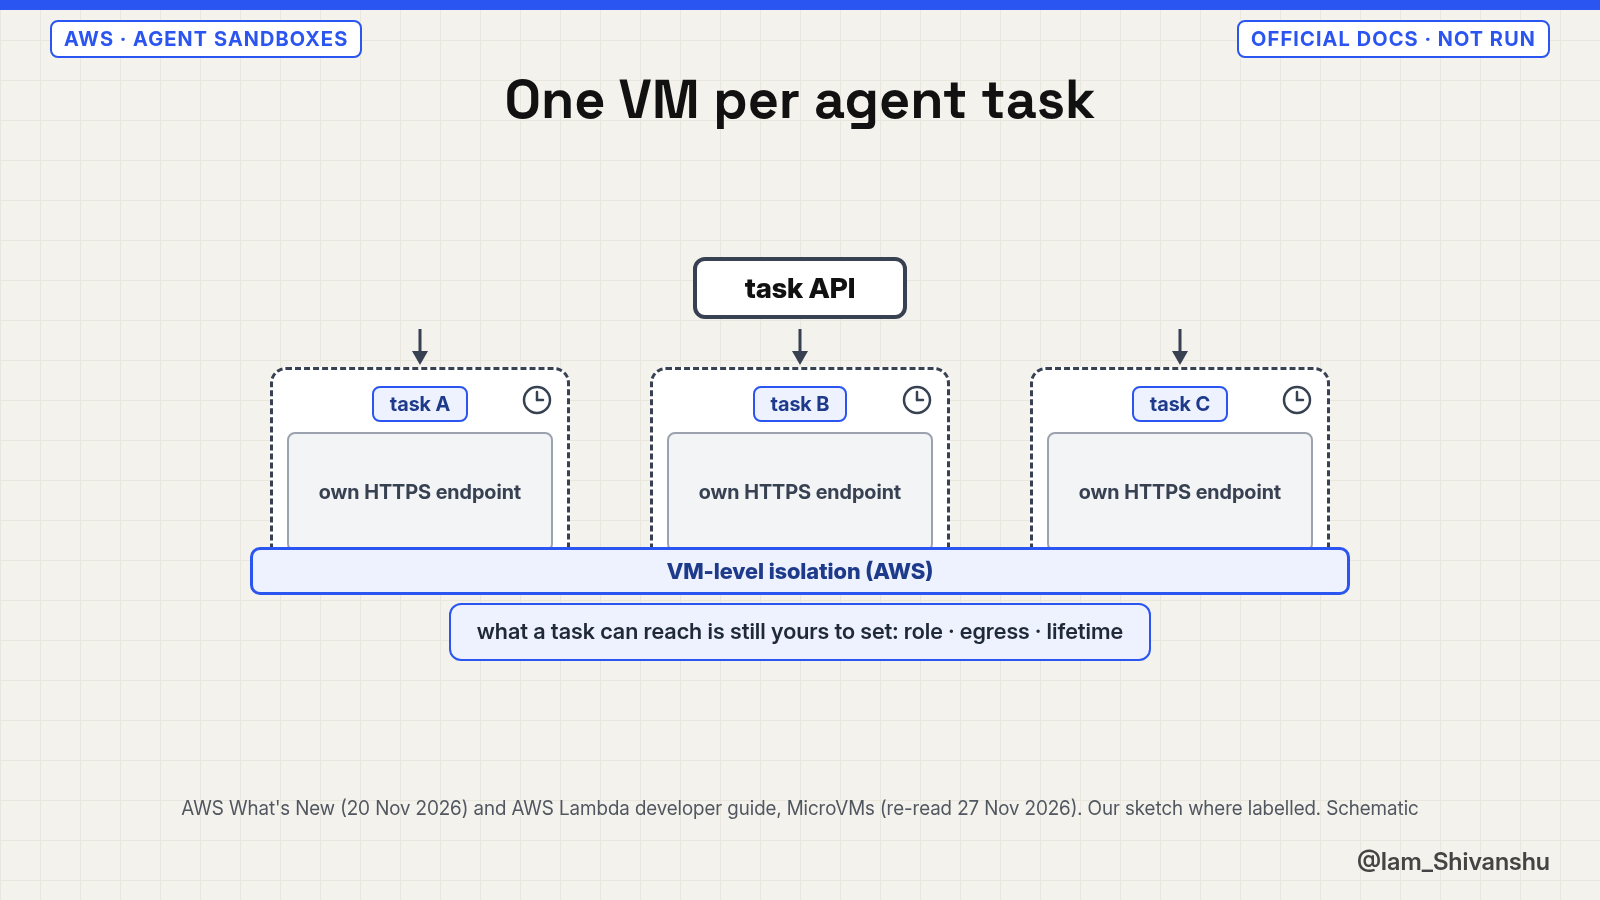 AWS · AGENT SANDBOXES
OFFICIAL DOCS · NOT RUN
One VM per agent task
task API
task A
task B
task C
own HTTPS endpoint
own HTTPS endpoint
own HTTPS endpoint
VM-level isolation (AWS)
what a task can reach is still yours to set: role · egress · lifetime
AWS What's New (20 Nov 2026) and AWS Lambda developer guide, MicroVMs (re-read 27 Nov 2026). Our sketch where labelled. Schematic
@Iam_Shivanshu